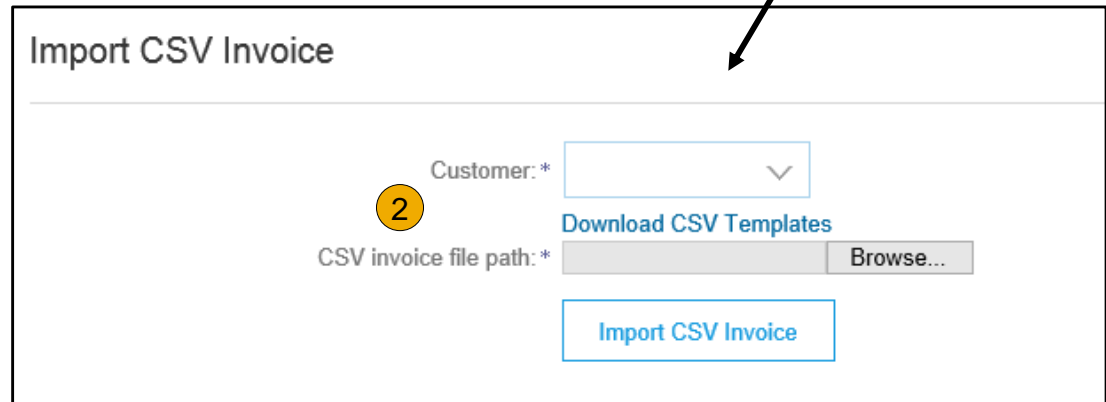 Import CSV Invoice
Customer: *
2
Download CSV Templates
CSV invoice file path: * Browse...
Import CSV Invoice